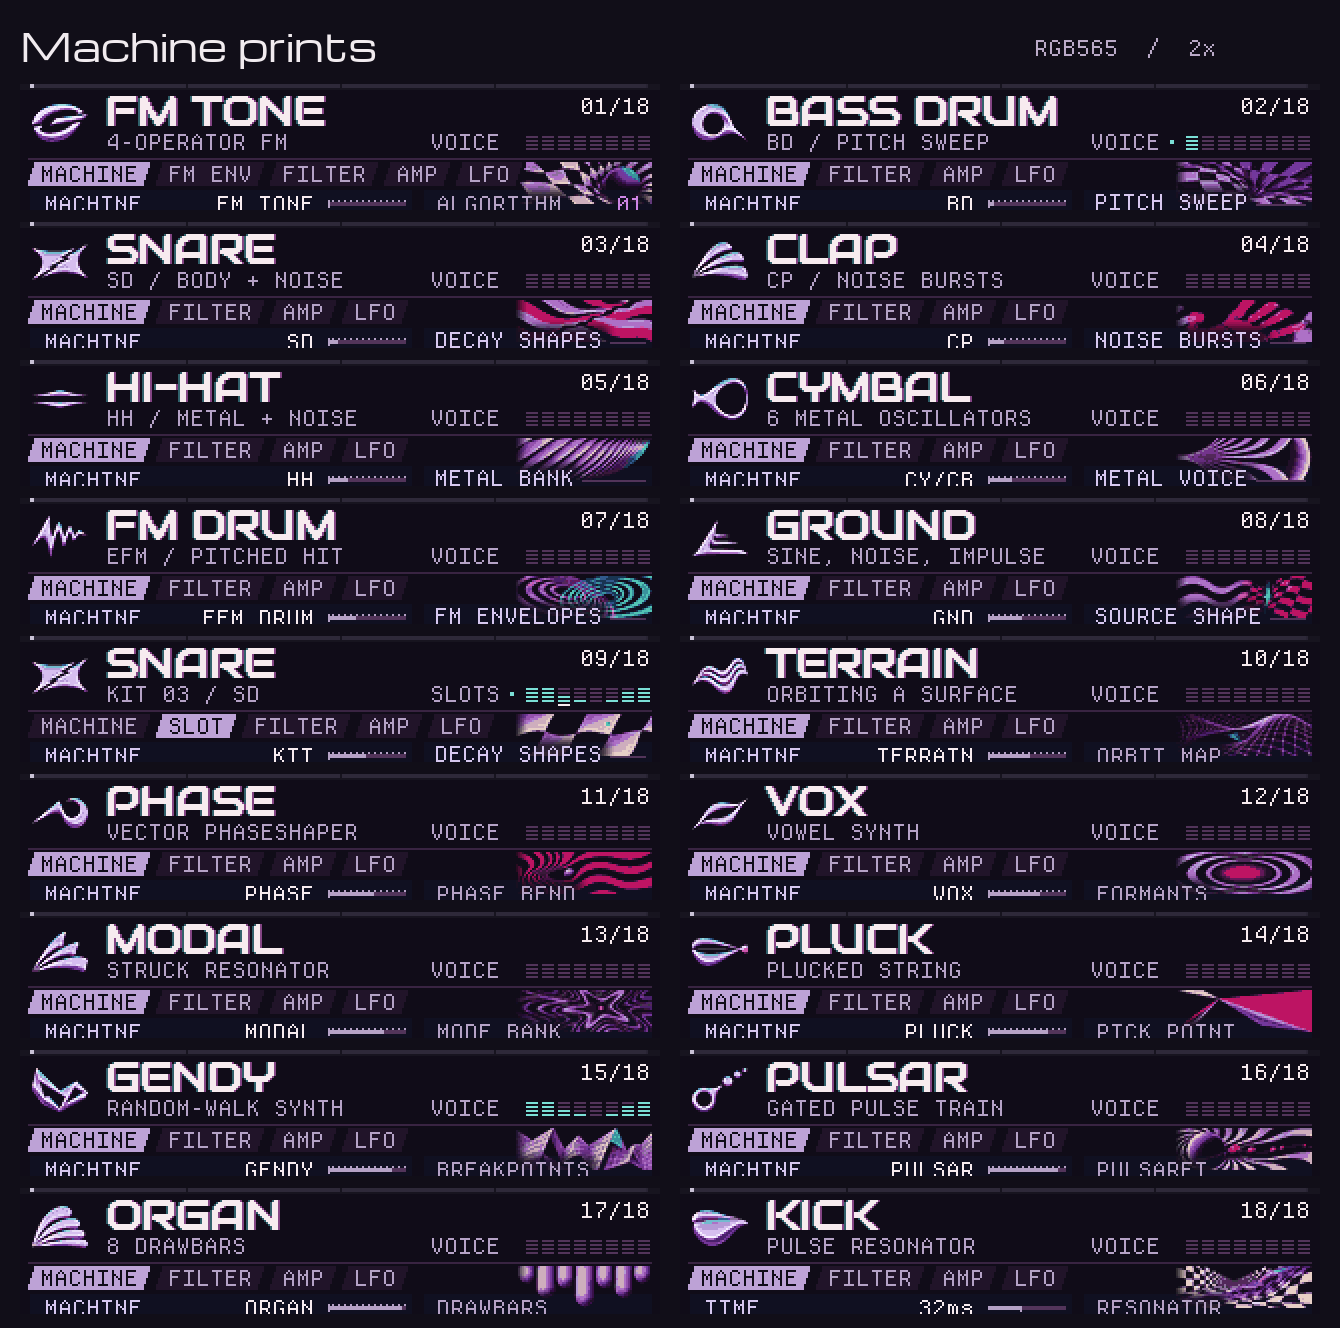 Machine prints
RGB565 / 2x
FM TONE 01/18
4-OPERATOR FM VOICE
MACHINE FM ENV FILTER AMP LFO
MACHINE FM TONE ALGORITHM 01
BASS DRUM 02/18
BD / PITCH SWEEP VOICE
MACHINE FILTER AMP LFO
MACHINE BD PITCH SWEEP
SNARE 03/18
SD / BODY + NOISE VOICE
MACHINE FILTER AMP LFO
MACHINE SD DECAY SHAPES
CLAP 04/18
CP / NOISE BURSTS VOICE
MACHINE FILTER AMP LFO
MACHINE CP NOISE BURSTS
HI-HAT 05/18
HH / METAL + NOISE VOICE
MACHINE FILTER AMP LFO
MACHINE HH METAL BANK
CYMBAL 06/18
6 METAL OSCILLATORS VOICE
MACHINE FILTER AMP LFO
MACHINE CY/CB METAL VOICE
FM DRUM 07/18
EFM / PITCHED HIT VOICE
MACHINE FILTER AMP LFO
MACHINE EFM DRUM FM ENVELOPES
GROUND 08/18
SINE, NOISE, IMPULSE VOICE
MACHINE FILTER AMP LFO
MACHINE GND SOURCE SHAPE
SNARE 09/18
KIT 03 / SD SLOTS
MACHINE SLOT FILTER AMP LFO
MACHINE KIT DECAY SHAPES
TERRAIN 10/18
ORBITING A SURFACE VOICE
MACHINE FILTER AMP LFO
MACHINE TERRAIN ORBIT MAP
PHASE 11/18
VECTOR PHASESHAPER VOICE
MACHINE FILTER AMP LFO
MACHINE PHASE PHASE BEND
VOX 12/18
VOWEL SYNTH VOICE
MACHINE FILTER AMP LFO
MACHINE VOX FORMANTS
MODAL 13/18
STRUCK RESONATOR VOICE
MACHINE FILTER AMP LFO
MACHINE MODAL MODE BANK
PLUCK 14/18
PLUCKED STRING VOICE
MACHINE FILTER AMP LFO
MACHINE PLUCK PICK POINT
GENDY 15/18
RANDOM-WALK SYNTH VOICE
MACHINE FILTER AMP LFO
MACHINE GENDY BREAKPOINTS
PULSAR 16/18
GATED PULSE TRAIN VOICE
MACHINE FILTER AMP LFO
MACHINE PULSAR PULSARET
ORGAN 17/18
8 DRAWBARS VOICE
MACHINE FILTER AMP LFO
MACHINE ORGAN DRAWBARS
KICK 18/18
PULSE RESONATOR VOICE
MACHINE FILTER AMP LFO
TIME 32ms RESONATOR